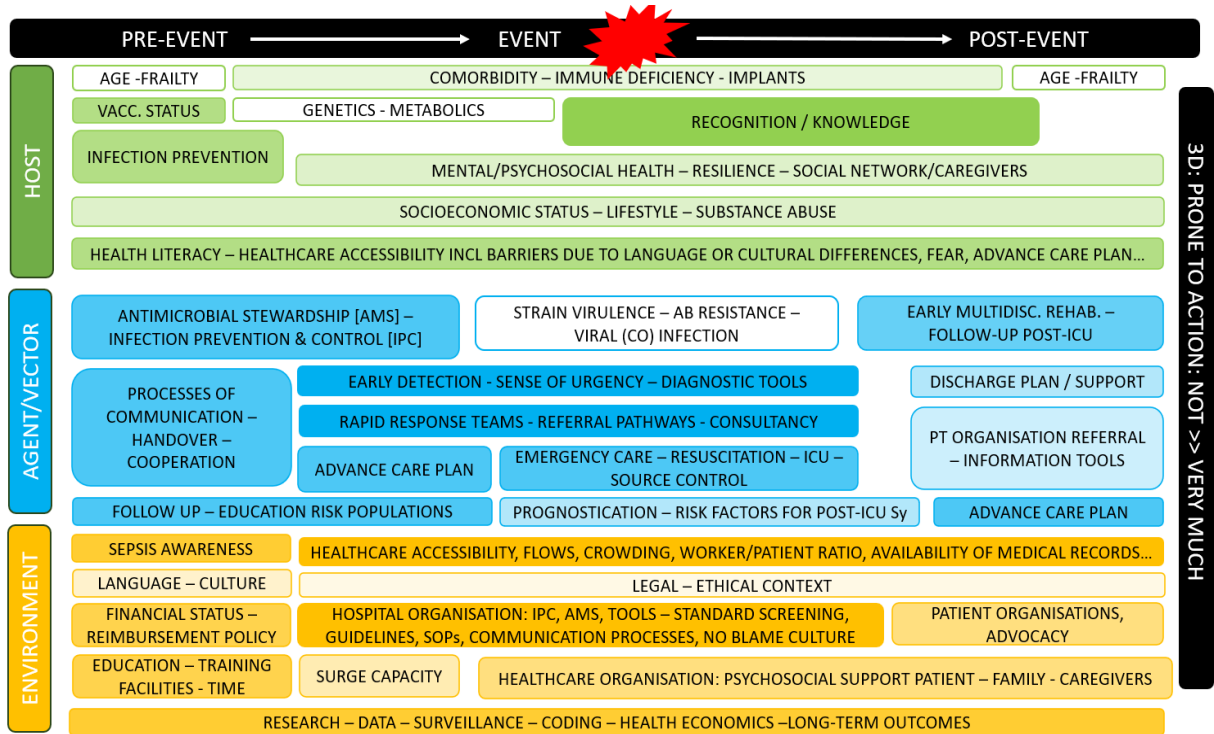 PRE-EVENT
EVENT
POST-EVENT
HOST
AGE -FRAILTY
COMORBIDITY – IMMUNE DEFICIENCY - IMPLANTS
AGE -FRAILTY
VACC. STATUS
GENETICS - METABOLICS
RECOGNITION / KNOWLEDGE
INFECTION PREVENTION
MENTAL/PSYCHOSOCIAL HEALTH – RESILIENCE – SOCIAL NETWORK/CAREGIVERS
SOCIOECONOMIC STATUS – LIFESTYLE – SUBSTANCE ABUSE
HEALTH LITERACY – HEALTHCARE ACCESSIBILITY INCL BARRIERS DUE TO LANGUAGE OR CULTURAL DIFFERENCES, FEAR, ADVANCE CARE PLAN...
AGENT/VECTOR
ANTIMICROBIAL STEWARDSHIP [AMS] –
INFECTION PREVENTION & CONTROL [IPC]
STRAIN VIRULENCE – AB RESISTANCE –
VIRAL (CO) INFECTION
EARLY MULTIDISC. REHAB. –
FOLLOW-UP POST-ICU
PROCESSES OF
COMMUNICATION –
HANDOVER –
COOPERATION
EARLY DETECTION - SENSE OF URGENCY – DIAGNOSTIC TOOLS
DISCHARGE PLAN / SUPPORT
RAPID RESPONSE TEAMS - REFERRAL PATHWAYS - CONSULTANCY
PT ORGANISATION REFERRAL
– INFORMATION TOOLS
ADVANCE CARE PLAN
EMERGENCY CARE – RESUSCITATION – ICU –
SOURCE CONTROL
FOLLOW UP – EDUCATION RISK POPULATIONS
PROGNOSTICATION – RISK FACTORS FOR POST-ICU Sy
ADVANCE CARE PLAN
ENVIRONMENT
SEPSIS AWARENESS
HEALTHCARE ACCESSIBILITY, FLOWS, CROWDING, WORKER/PATIENT RATIO, AVAILABILITY OF MEDICAL RECORDS...
LANGUAGE – CULTURE
LEGAL – ETHICAL CONTEXT
FINANCIAL STATUS –
REIMBURSEMENT POLICY
HOSPITAL ORGANISATION: IPC, AMS, TOOLS – STANDARD SCREENING,
GUIDELINES, SOPs, COMMUNICATION PROCESSES, NO BLAME CULTURE
PATIENT ORGANISATIONS,
ADVOCACY
EDUCATION – TRAINING
FACILITIES - TIME
SURGE CAPACITY
HEALTHCARE ORGANISATION: PSYCHOSOCIAL SUPPORT PATIENT – FAMILY - CAREGIVERS
RESEARCH – DATA – SURVEILLANCE – CODING – HEALTH ECONOMICS –LONG-TERM OUTCOMES
3D: PRONE TO ACTION: NOT >> VERY MUCH